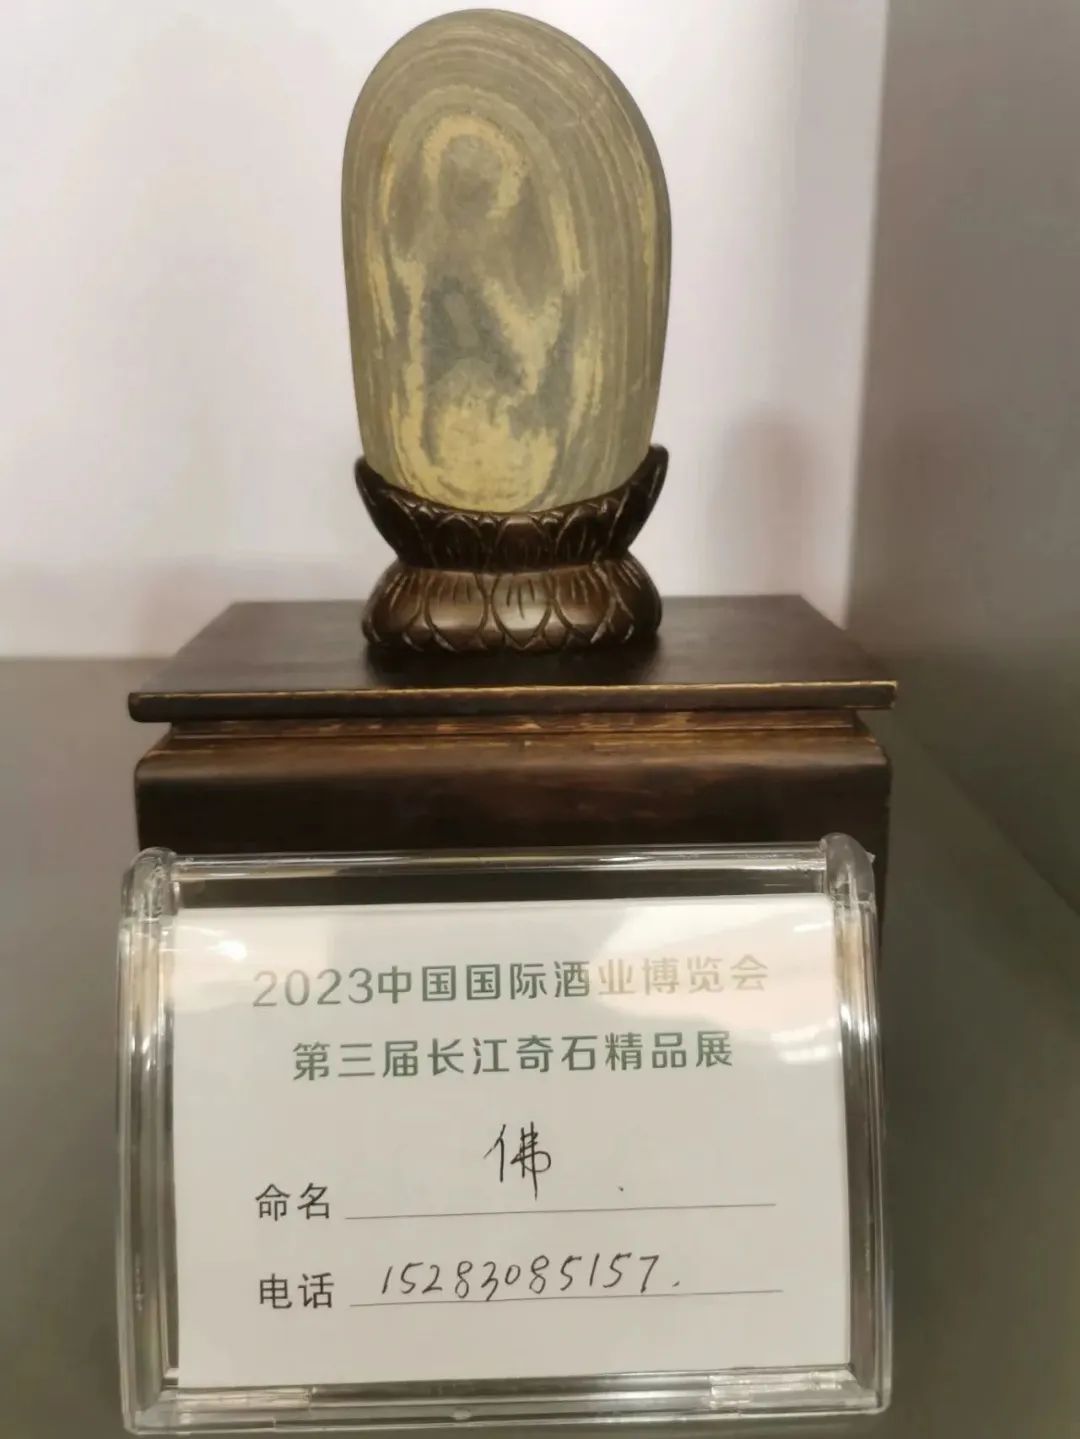 2023中国国际酒业博览会
第三届长江奇石精品展
命名 佛
电话 15283085157.